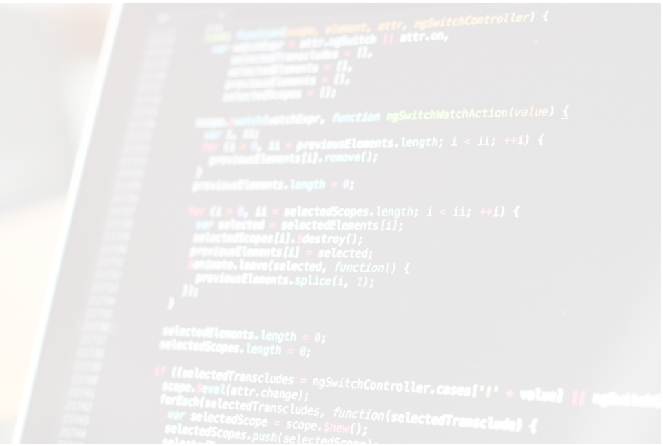 link: function(scope, element, attr, ngSwitchController) {
var watchExpr = attr.ngSwitch || attr.on,
selectedTranscludes = [],
selectedElements = [],
previousElements = [],
selectedScopes = [];
scope.$watch(watchExpr, function ngSwitchWatchAction(value) {
var i, ii;
for (i = 0, ii = previousElements.length; i < ii; ++i) {
previousElements[i].remove();
}
previousElements.length = 0;
for (i = 0, ii = selectedScopes.length; i < ii; ++i) {
var selected = selectedElements[i];
selectedScopes[i].$destroy();
previousElements[i] = selected;
$animate.leave(selected, function() {
previousElements.splice(i, 1);
});
}
selectedElements.length = 0;
selectedScopes.length = 0;
if ((selectedTranscludes = ngSwitchController.cases['!' + value] || ngSwitch
scope.$eval(attr.change);
forEach(selectedTranscludes, function(selectedTransclude) {
var selectedScope = scope.$new();
selectedScopes.push(selectedScope);